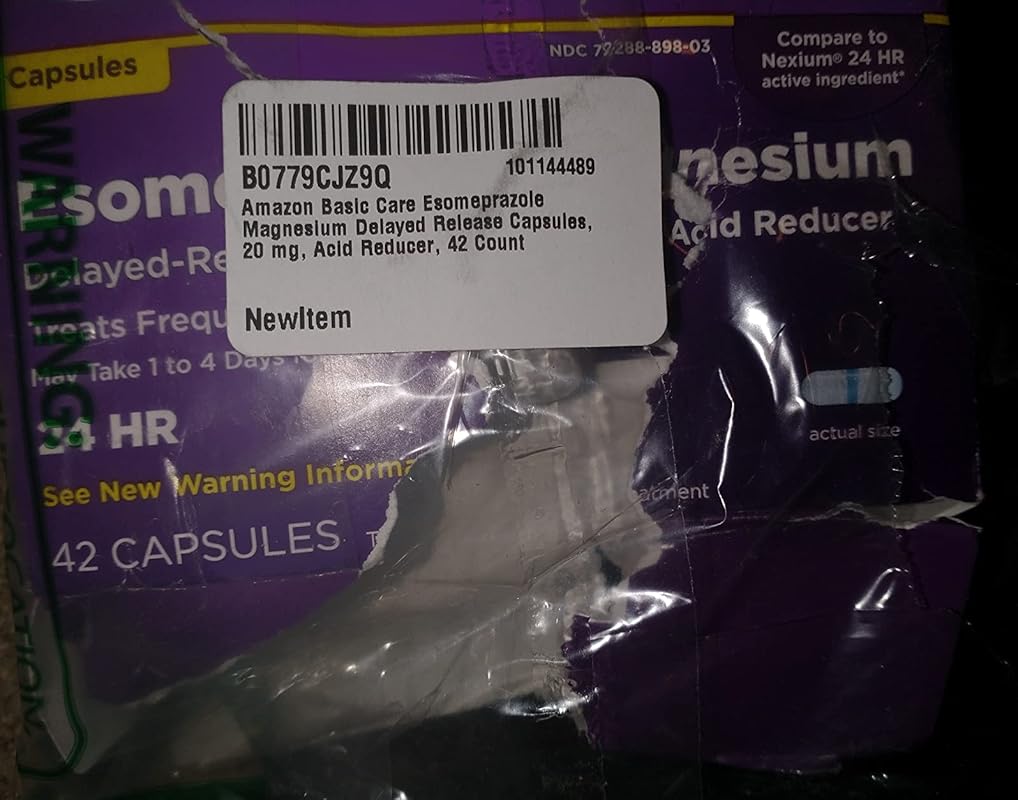 Capsules
NDC 79288-898-03
Compare to
Nexium® 24 HR
active ingredient*
B0779CJZ9Q
101144489
Amazon Basic Care Esomeprazole
Magnesium Delayed Release Capsules,
20 mg, Acid Reducer, 42 Count
NewItem
Esome
nesium
Delayed-Re
Acid Reducer
Treats Frequ
May Take 1 to 4 Days
24 HR
actual size
See New Warning Informa
eatment
42 CAPSULES
WARNING: